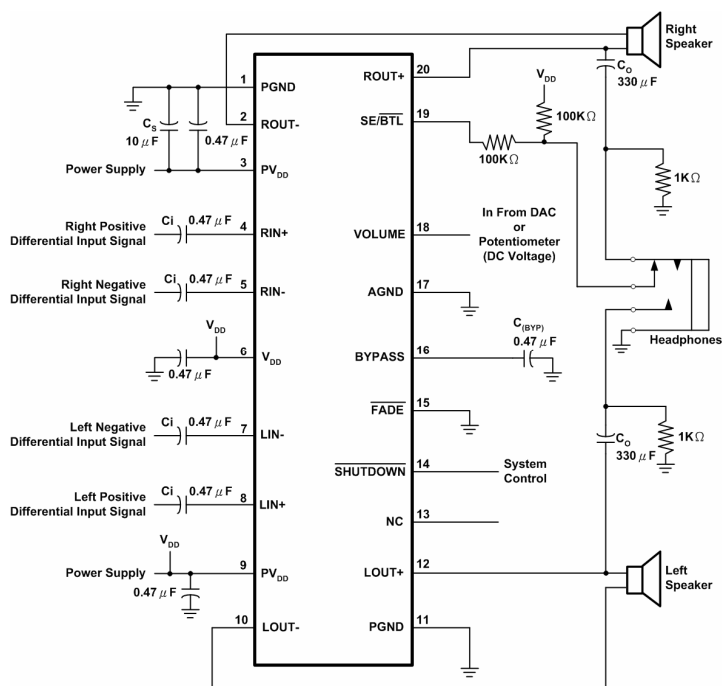 Right
Speaker
C_O
330 μF
1KΩ
V_DD
100KΩ
100KΩ
1 PGND
C_S
10 μF
0.47 μF
2 ROUT-
Power Supply
3 PV_DD
Right Positive
Differential Input Signal
Ci 0.47 μF
4 RIN+
Right Negative
Differential Input Signal
Ci 0.47 μF
5 RIN-
V_DD
6 V_DD
0.47 μF
Left Negative
Differential Input Signal
Ci 0.47 μF
7 LIN-
Left Positive
Differential Input Signal
Ci 0.47 μF
8 LIN+
V_DD
Power Supply
9 PV_DD
0.47 μF
10 LOUT-
ROUT+ 20
SE/B̅T̅L̅ 19
VOLUME 18
In From DAC
or
Potentiometer
(DC Voltage)
AGND 17
BYPASS 16
C_(BYP)
0.47 μF
F̅A̅D̅E̅ 15
S̅H̅U̅T̅D̅O̅W̅N̅ 14
System
Control
NC 13
LOUT+ 12
PGND 11
Headphones
C_O
330 μF
1KΩ
Left
Speaker